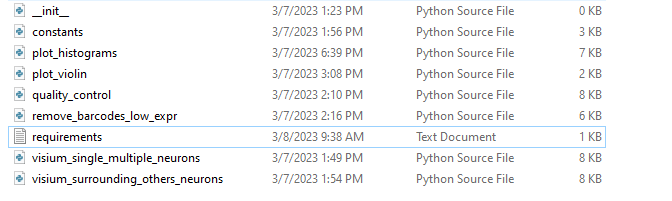 __init__ 3/7/2023 1:23 PM Python Source File 0 KB
constants 3/7/2023 1:56 PM Python Source File 3 KB
plot_histograms 3/7/2023 6:39 PM Python Source File 7 KB
plot_violin 3/7/2023 3:08 PM Python Source File 2 KB
quality_control 3/7/2023 2:10 PM Python Source File 8 KB
remove_barcodes_low_expr 3/7/2023 2:16 PM Python Source File 6 KB
requirements 3/8/2023 9:38 AM Text Document 1 KB
visium_single_multiple_neurons 3/7/2023 1:49 PM Python Source File 8 KB
visium_surrounding_others_neurons 3/7/2023 1:54 PM Python Source File 8 KB